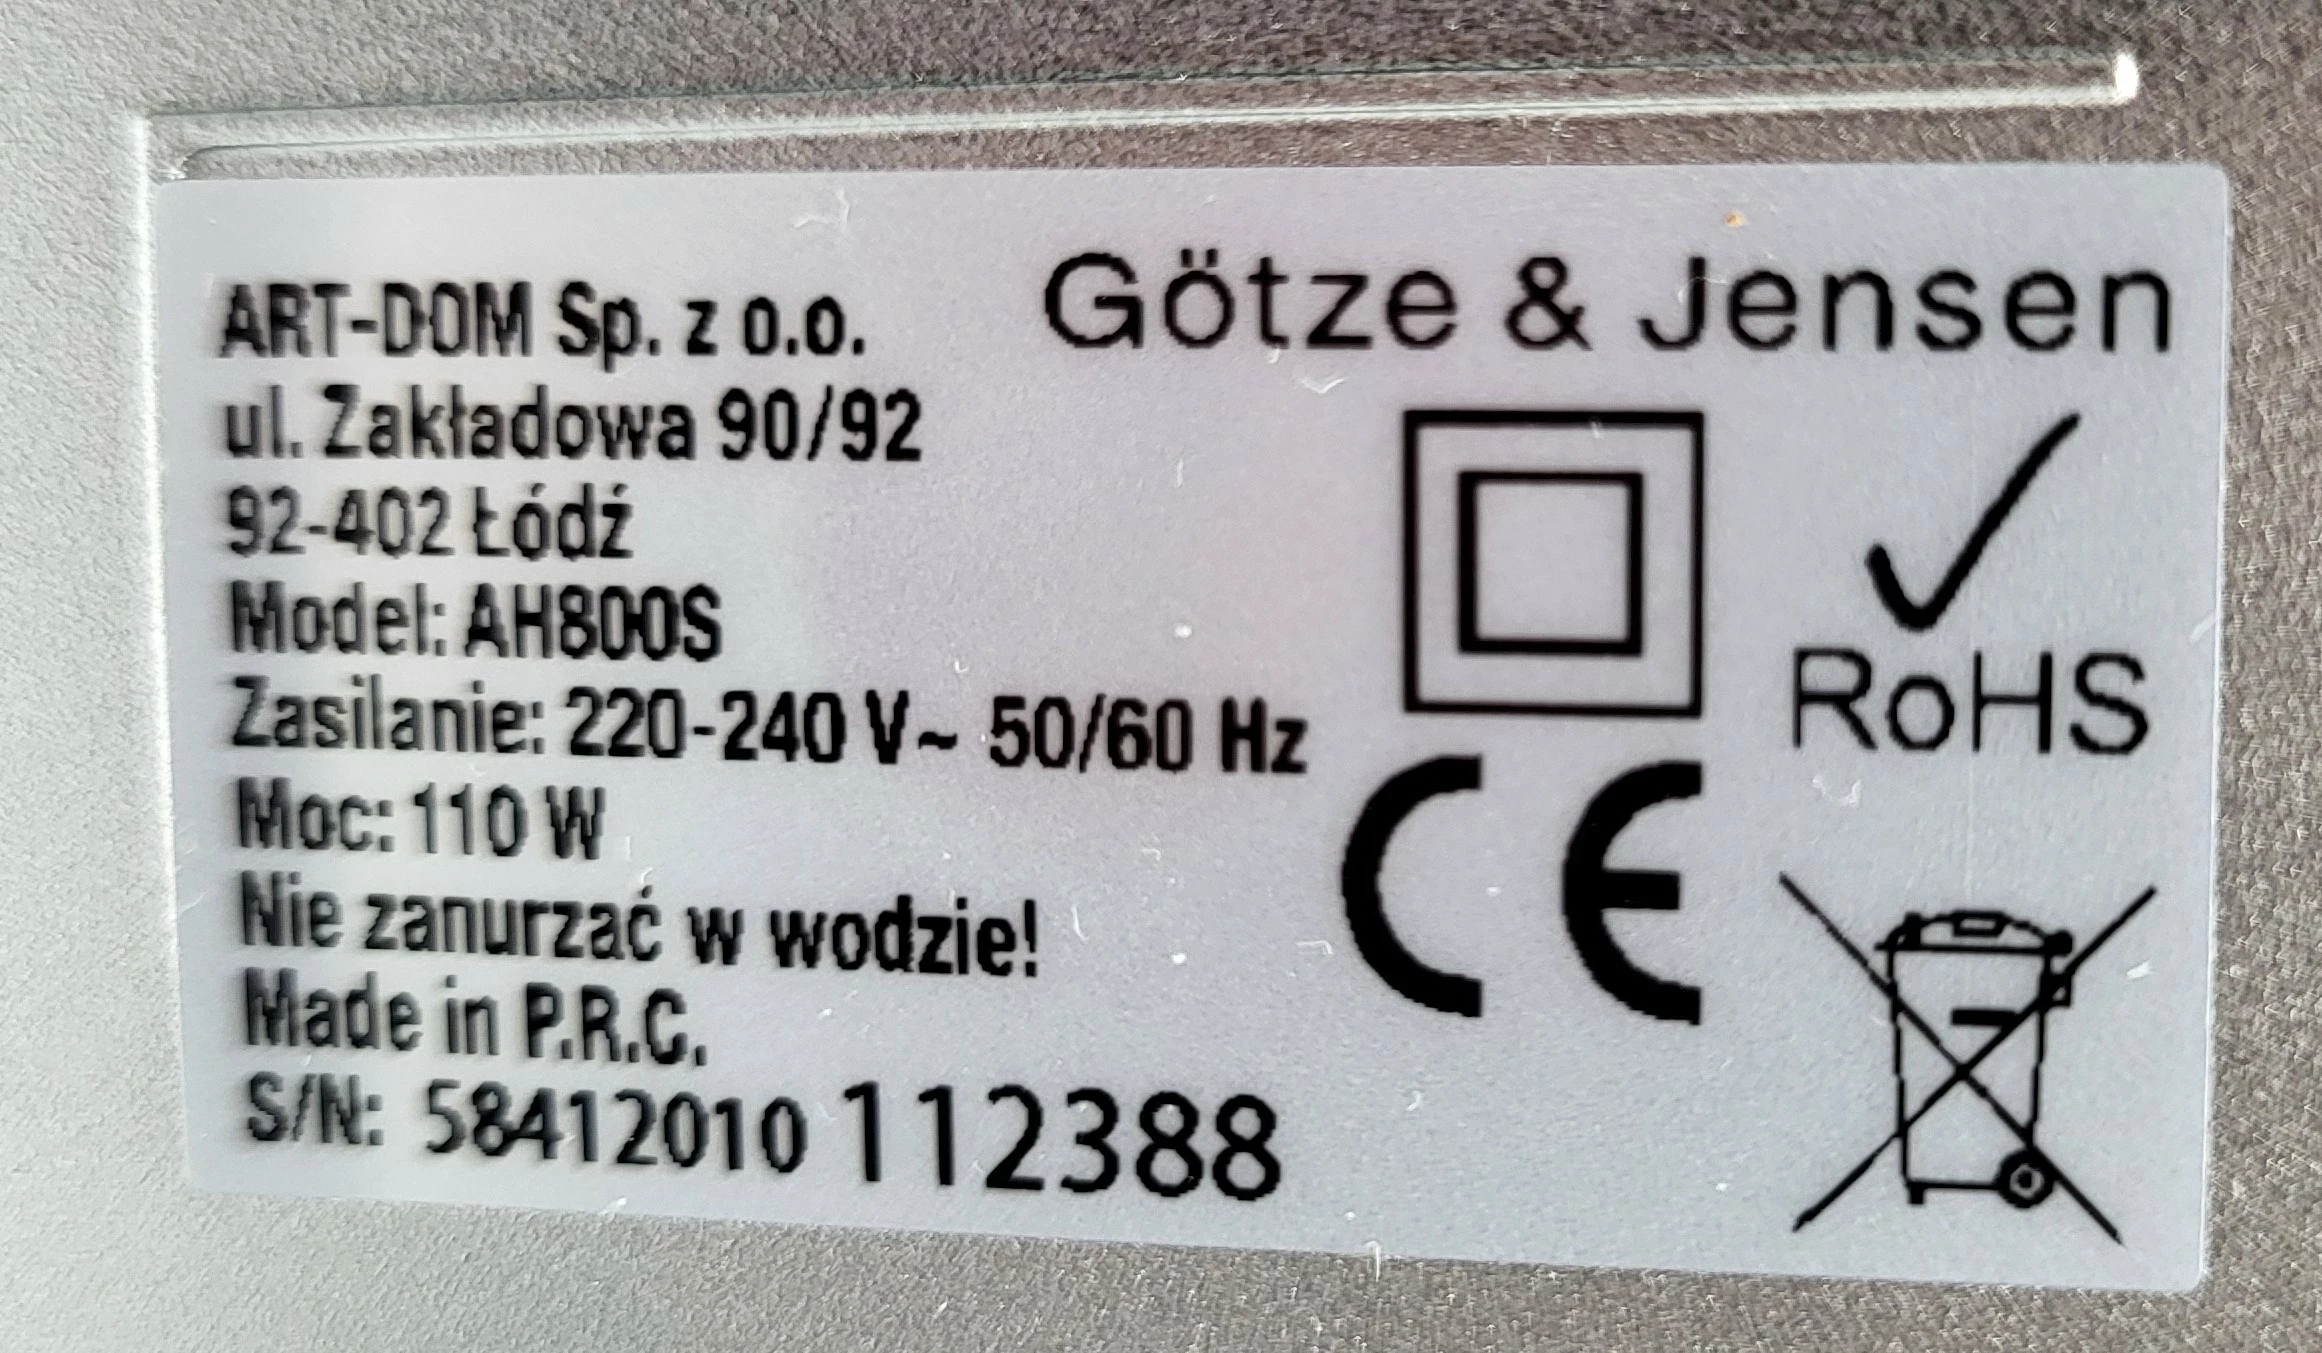 Götze & Jensen
ART-DOM Sp. z o.o.
ul. Zakładowa 90/92
92-402 Łódź
Model: AH800S
Zasilanie: 220-240 V~ 50/60 Hz
Moc: 110 W
Nie zanurzać w wodzie!
Made in P.R.C.
S/N: 58412010 112388
RoHS
CE